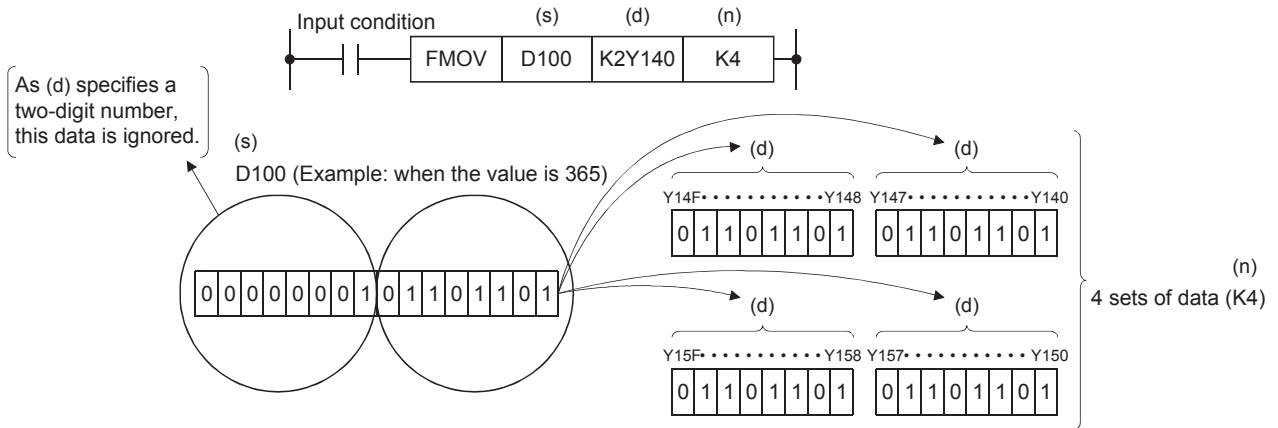 Input condition
(s) (d) (n)
FMOV D100 K2Y140 K4
As (d) specifies a
two-digit number,
this data is ignored.
(s)
D100 (Example: when the value is 365)
0 0 0 0 0 0 0 1 0 1 1 0 1 1 0 1
(d) (d)
Y14F•••••••••••Y148 Y147•••••••••••Y140
0 1 1 0 1 1 0 1 0 1 1 0 1 1 0 1
(d) (d)
Y15F•••••••••••Y158 Y157•••••••••••Y150
0 1 1 0 1 1 0 1 0 1 1 0 1 1 0 1
(n)
4 sets of data (K4)